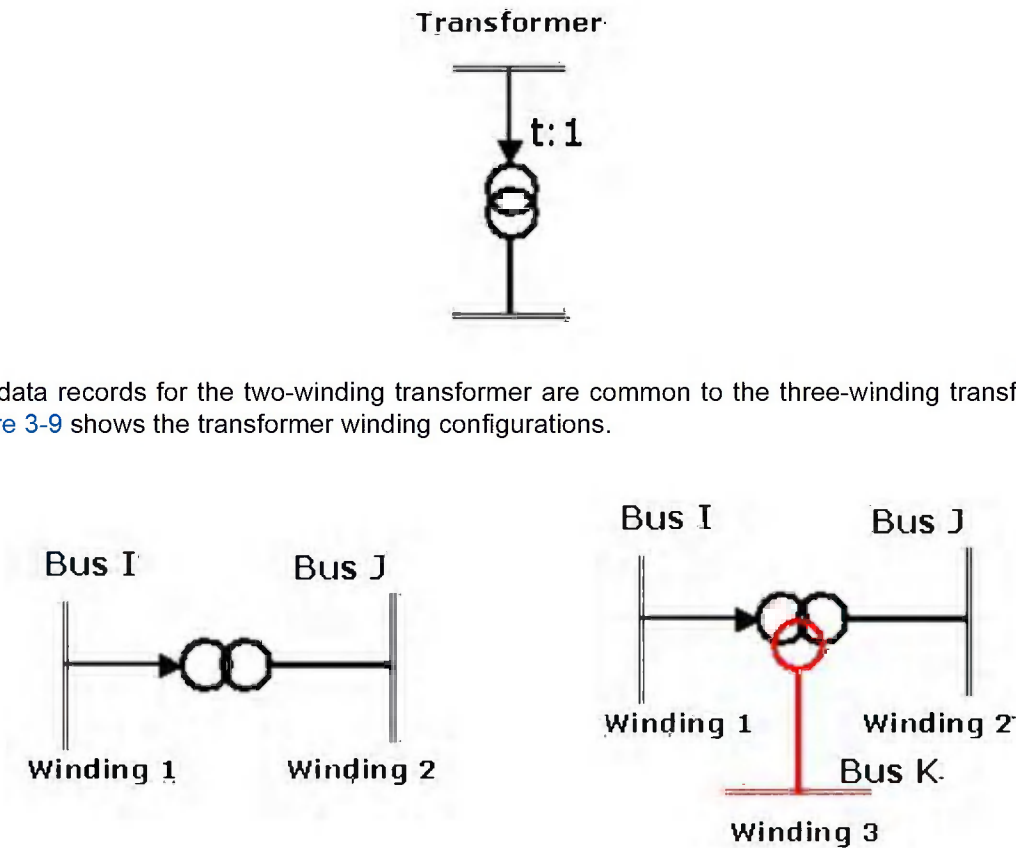 Transformer
t:1
data records for the two-winding transformer are common to the three-winding
3-9 shows the transformer winding configurations.
Bus I Bus J
Winding 1 Winding 2
Bus I Bus J
Winding 1 Winding 2
Bus K
Winding 3